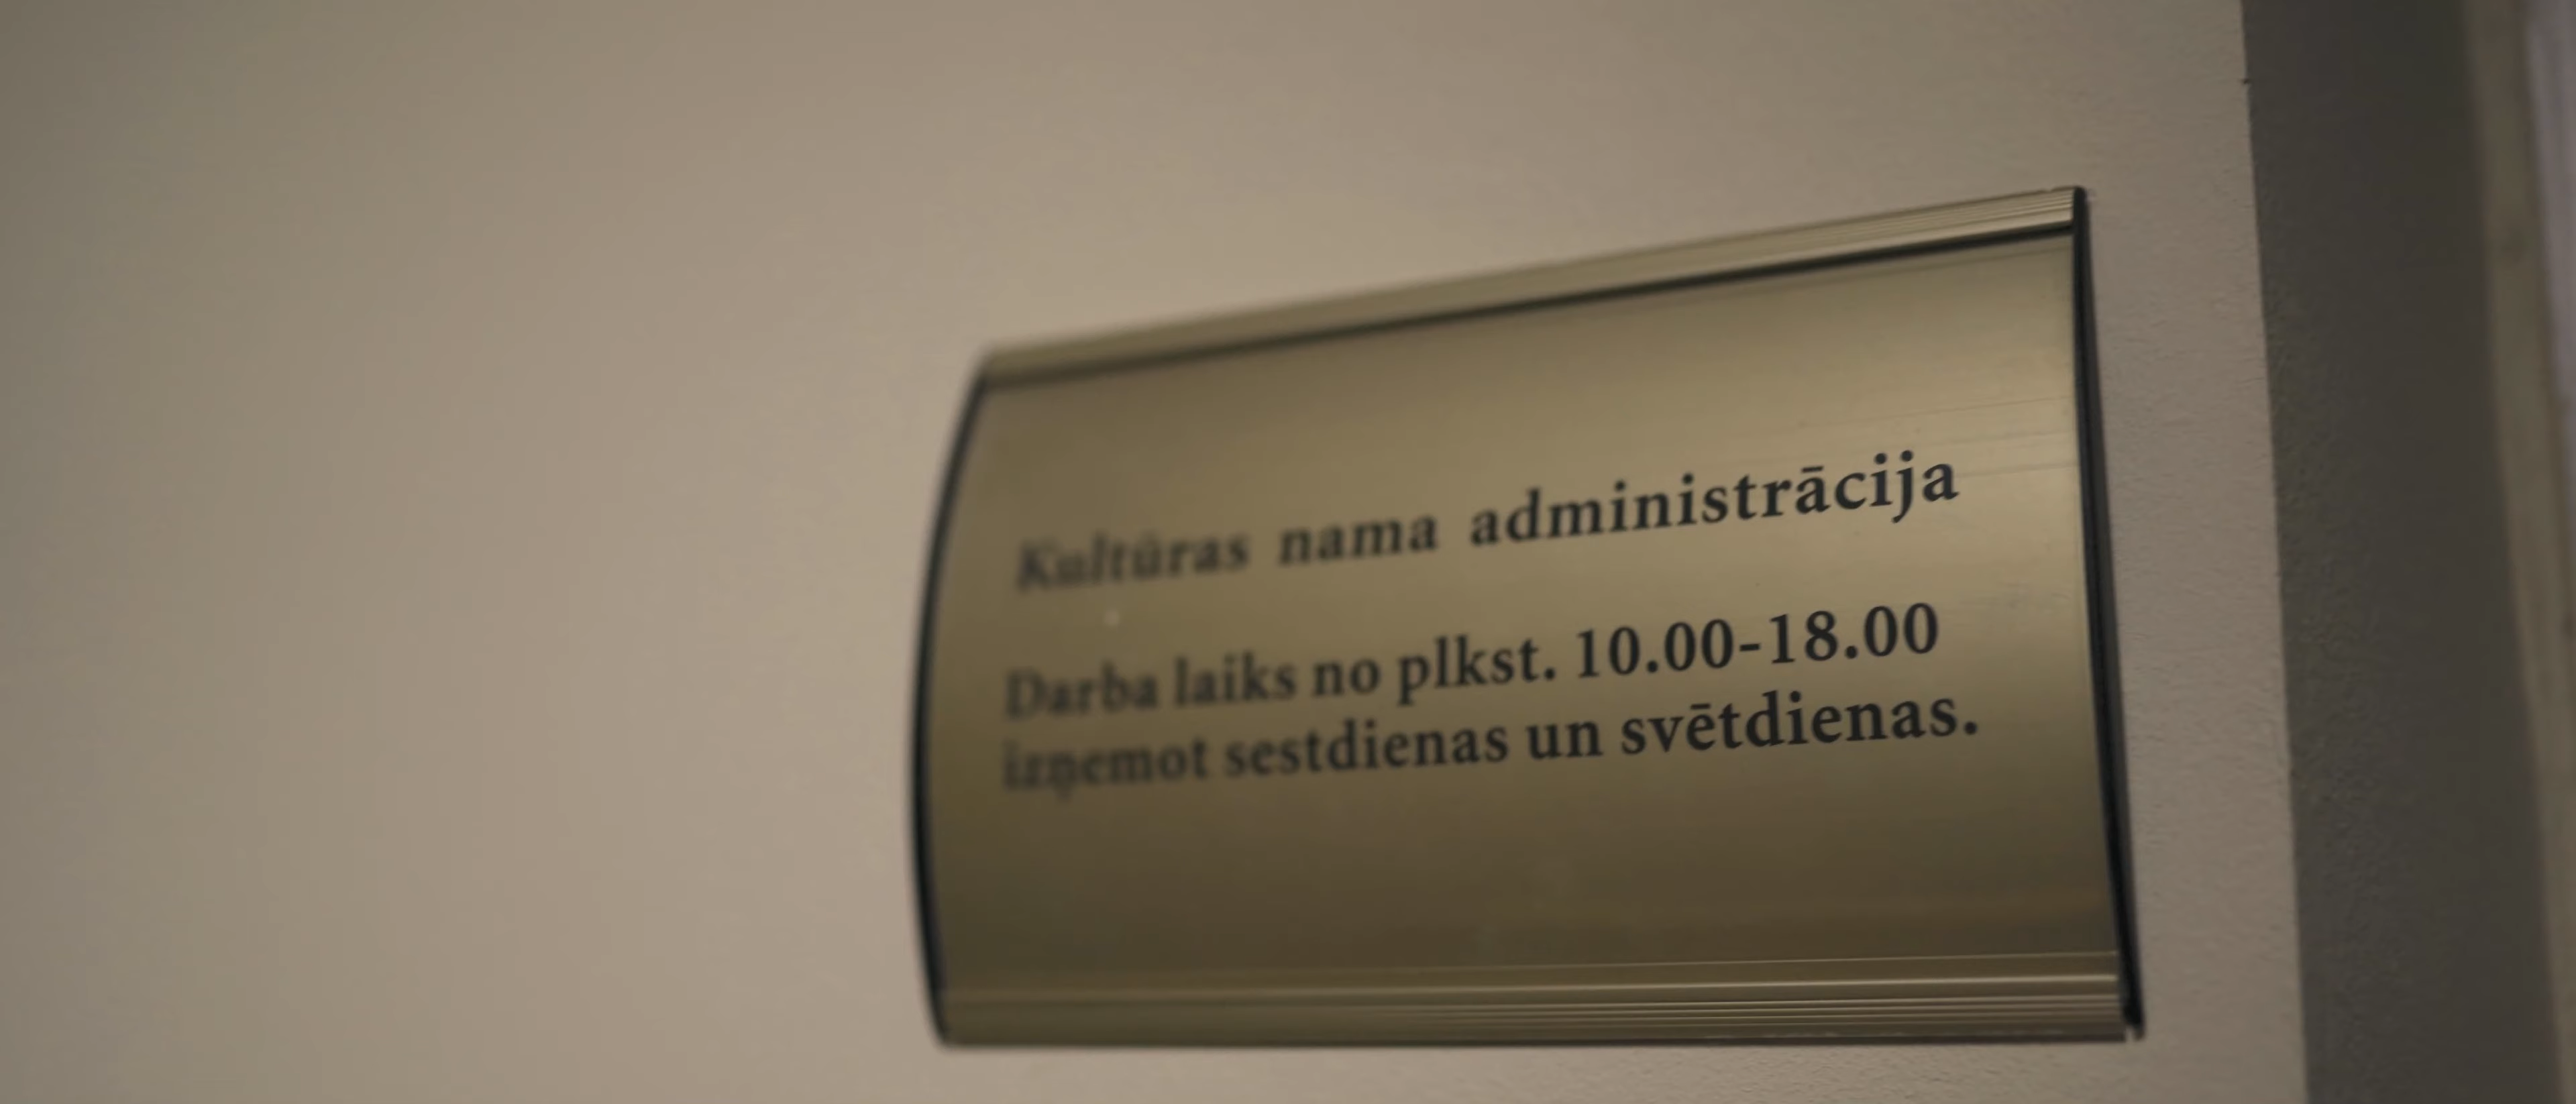 Kultūras nama administrācija
Darba laiks no plkst. 10.00-18.00
izņemot sestdienas un svētdienas.